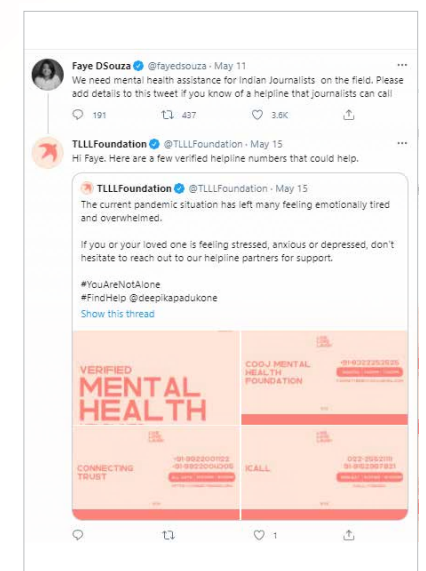 Faye DSouza @fayedsouza · May 11
We need mental health assistance for Indian Journalists on the field. Please
add details to this tweet if you know of a helpline that journalists can call
191 437 3.6K
TLLLFoundation @TLLLFoundation · May 15
Hi Faye. Here are a few verified helpline numbers that could help.
TLLLFoundation @TLLLFoundation · May 15
The current pandemic situation has left many feeling emotionally tired
and overwhelmed.
If you or your loved one is feeling stressed, anxious or depressed, don't
hesitate to reach out to our helpline partners for support.
#YouAreNotAlone
#FindHelp @deepikapadukone
Show this thread
VERIFIED
MENTAL
HEALTH
COOJ MENTAL
HEALTH
FOUNDATION
CONNECTING
TRUST
ICALL
1